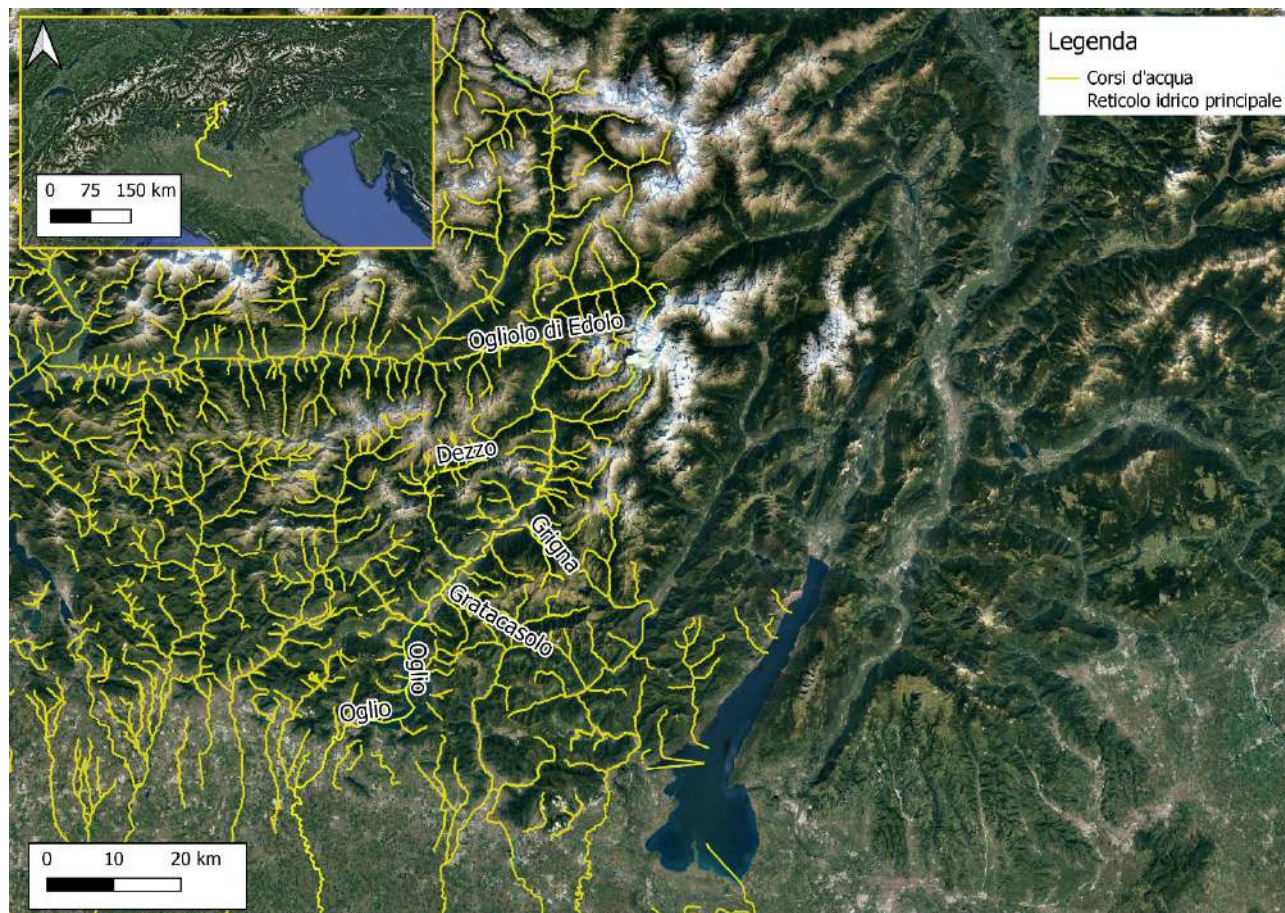 Legenda
Corsi d'acqua
Reticolo idrico principale
0 75 150 km
Ogliolo di Edolo
Dezzo
Grigna
Gratacasolo
Oglio
Oglio
0 10 20 km